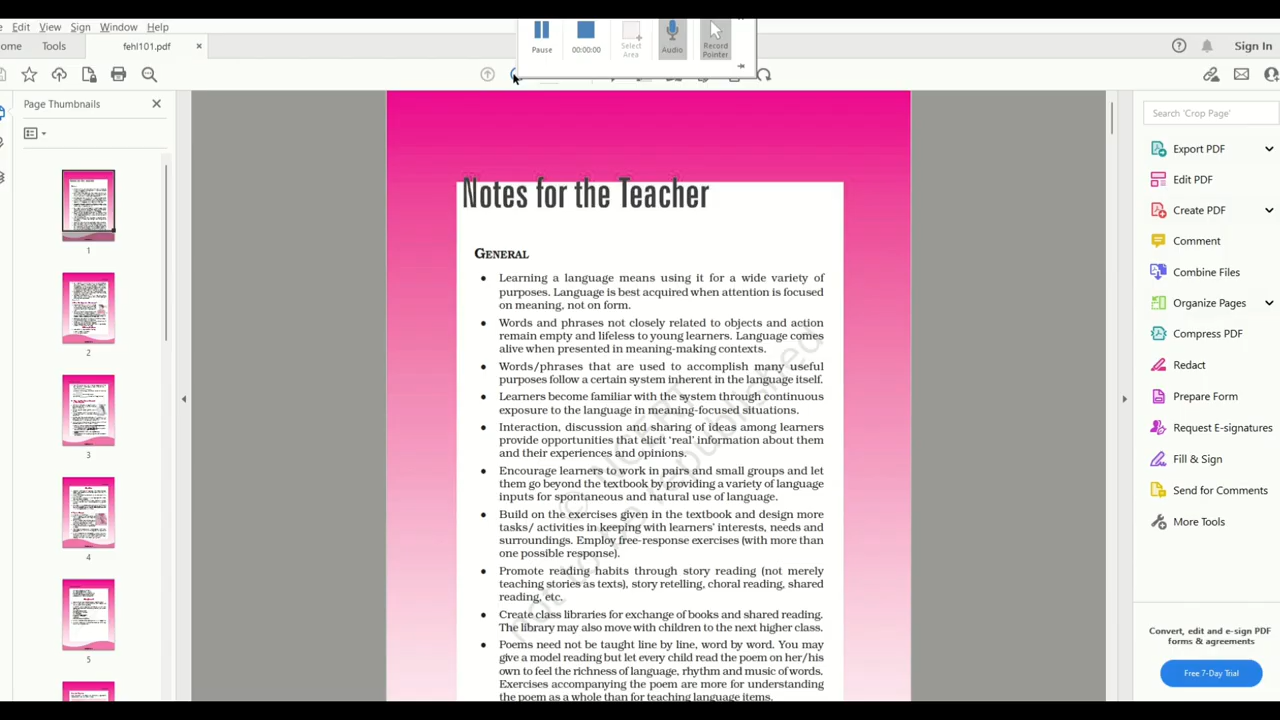 Edit View Sign Window Help
ome Tools fehl101.pdf
Pause 00:00:00 Select Area Audio Record Pointer
Sign In
Page Thumbnails
1
2
3
4
5
Notes for the Teacher
GENERAL
Learning a language means using it for a wide variety of
purposes. Language is best acquired when attention is focused
on meaning, not on form.
Words and phrases not closely related to objects and action
remain empty and lifeless to young learners. Language comes
alive when presented in meaning-making contexts.
Words/phrases that are used to accomplish many useful
purposes follow a certain system inherent in the language itself.
Learners become familiar with the system through continuous
exposure to the language in meaning-focused situations.
Interaction, discussion and sharing of ideas among learners
provide opportunities that elicit ‘real’ information about them
and their experiences and opinions.
Encourage learners to work in pairs and small groups and let
them go beyond the textbook by providing a variety of language
inputs for spontaneous and natural use of language.
Build on the exercises given in the textbook and design more
tasks/ activities in keeping with learners’ interests, needs and
surroundings. Employ free-response exercises (with more than
one possible response).
Promote reading habits through story reading (not merely
teaching stories as texts), story retelling, choral reading, shared
reading, etc.
Create class libraries for exchange of books and shared reading.
The library may also move with children to the next higher class.
Poems need not be taught line by line, word by word. You may
give a model reading but let every child read the poem on her/his
own to feel the richness of language, rhythm and music of words.
Exercises accompanying the poem are more for understanding
the poem as a whole than for teaching language items.
© NCERT
not to be republished
Search 'Crop Page'
Export PDF
Edit PDF
Create PDF
Comment
Combine Files
Organize Pages
Compress PDF
Redact
Prepare Form
Request E-signatures
Fill & Sign
Send for Comments
More Tools
Convert, edit and e-sign PDF
forms & agreements
Free 7-Day Trial